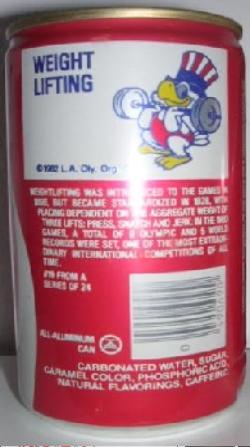 WEIGHT
LIFTING
© 1982 L.A. Oly. Org.
WEIGHTLIFTING WAS INTRODUCED TO THE GAMES IN
BUT BECAME STANDARDIZED IN 1928, WITH
PLACING DEPENDENT ON THE AGGREGATE WEIGHT OF
THREE LIFTS: PRESS, SNATCH AND JERK. IN THE
GAMES, A TOTAL OF OLYMPIC AND 5 WORLD
RECORDS WERE SET, ONE OF THE MOST EXTRAOR-
DINARY INTERNATIONAL COMPETITIONS OF ALL
TIME.
#19 FROM A
SERIES OF 24
ALL-ALUMINUM
CAN
CARBONATED WATER, SUGAR,
CARAMEL COLOR, PHOSPHORIC ACID,
NATURAL FLAVORINGS, CAFFEINE